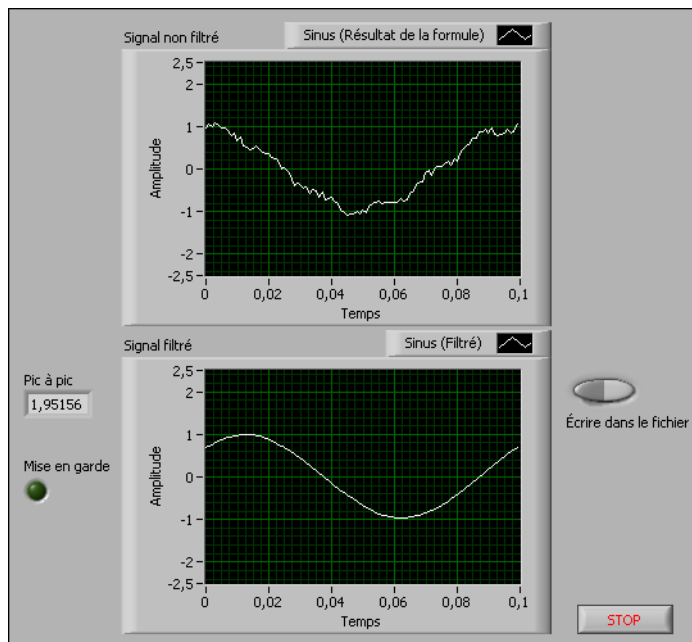 Signal non filtré
Sinus (Résultat de la formule)
2,5
2
1
0
-1
-2
-2,5
Amplitude
0 0,02 0,04 0,06 0,08 0,1
Temps
Signal filtré
Sinus (Filtré)
2,5
2
1
0
-1
-2
-2,5
Amplitude
0 0,02 0,04 0,06 0,08 0,1
Temps
Pic à pic
1,95156
Mise en garde
Écrire dans le fichier
STOP